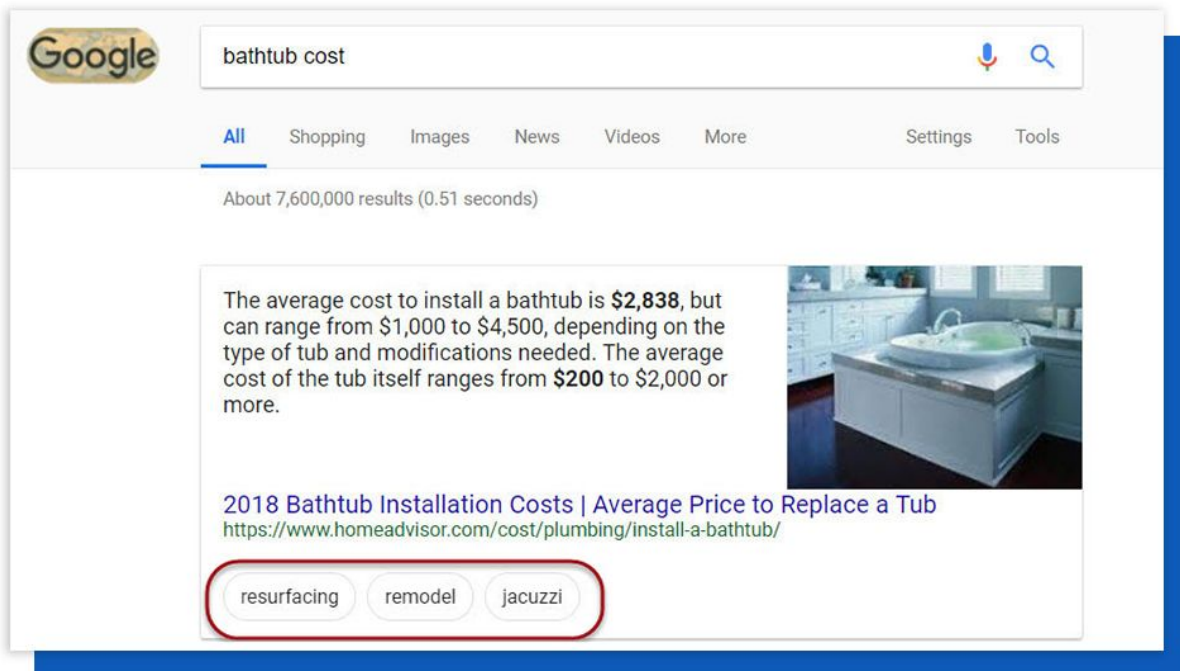 Google
bathtub cost
All Shopping Images News Videos More Settings Tools
About 7,600,000 results (0.51 seconds)
The average cost to install a bathtub is $2,838, but
can range from $1,000 to $4,500, depending on the
type of tub and modifications needed. The average
cost of the tub itself ranges from $200 to $2,000 or
more.
2018 Bathtub Installation Costs | Average Price to Replace a Tub
https://www.homeadvisor.com/cost/plumbing/install-a-bathtub/
resurfacing remodel jacuzzi